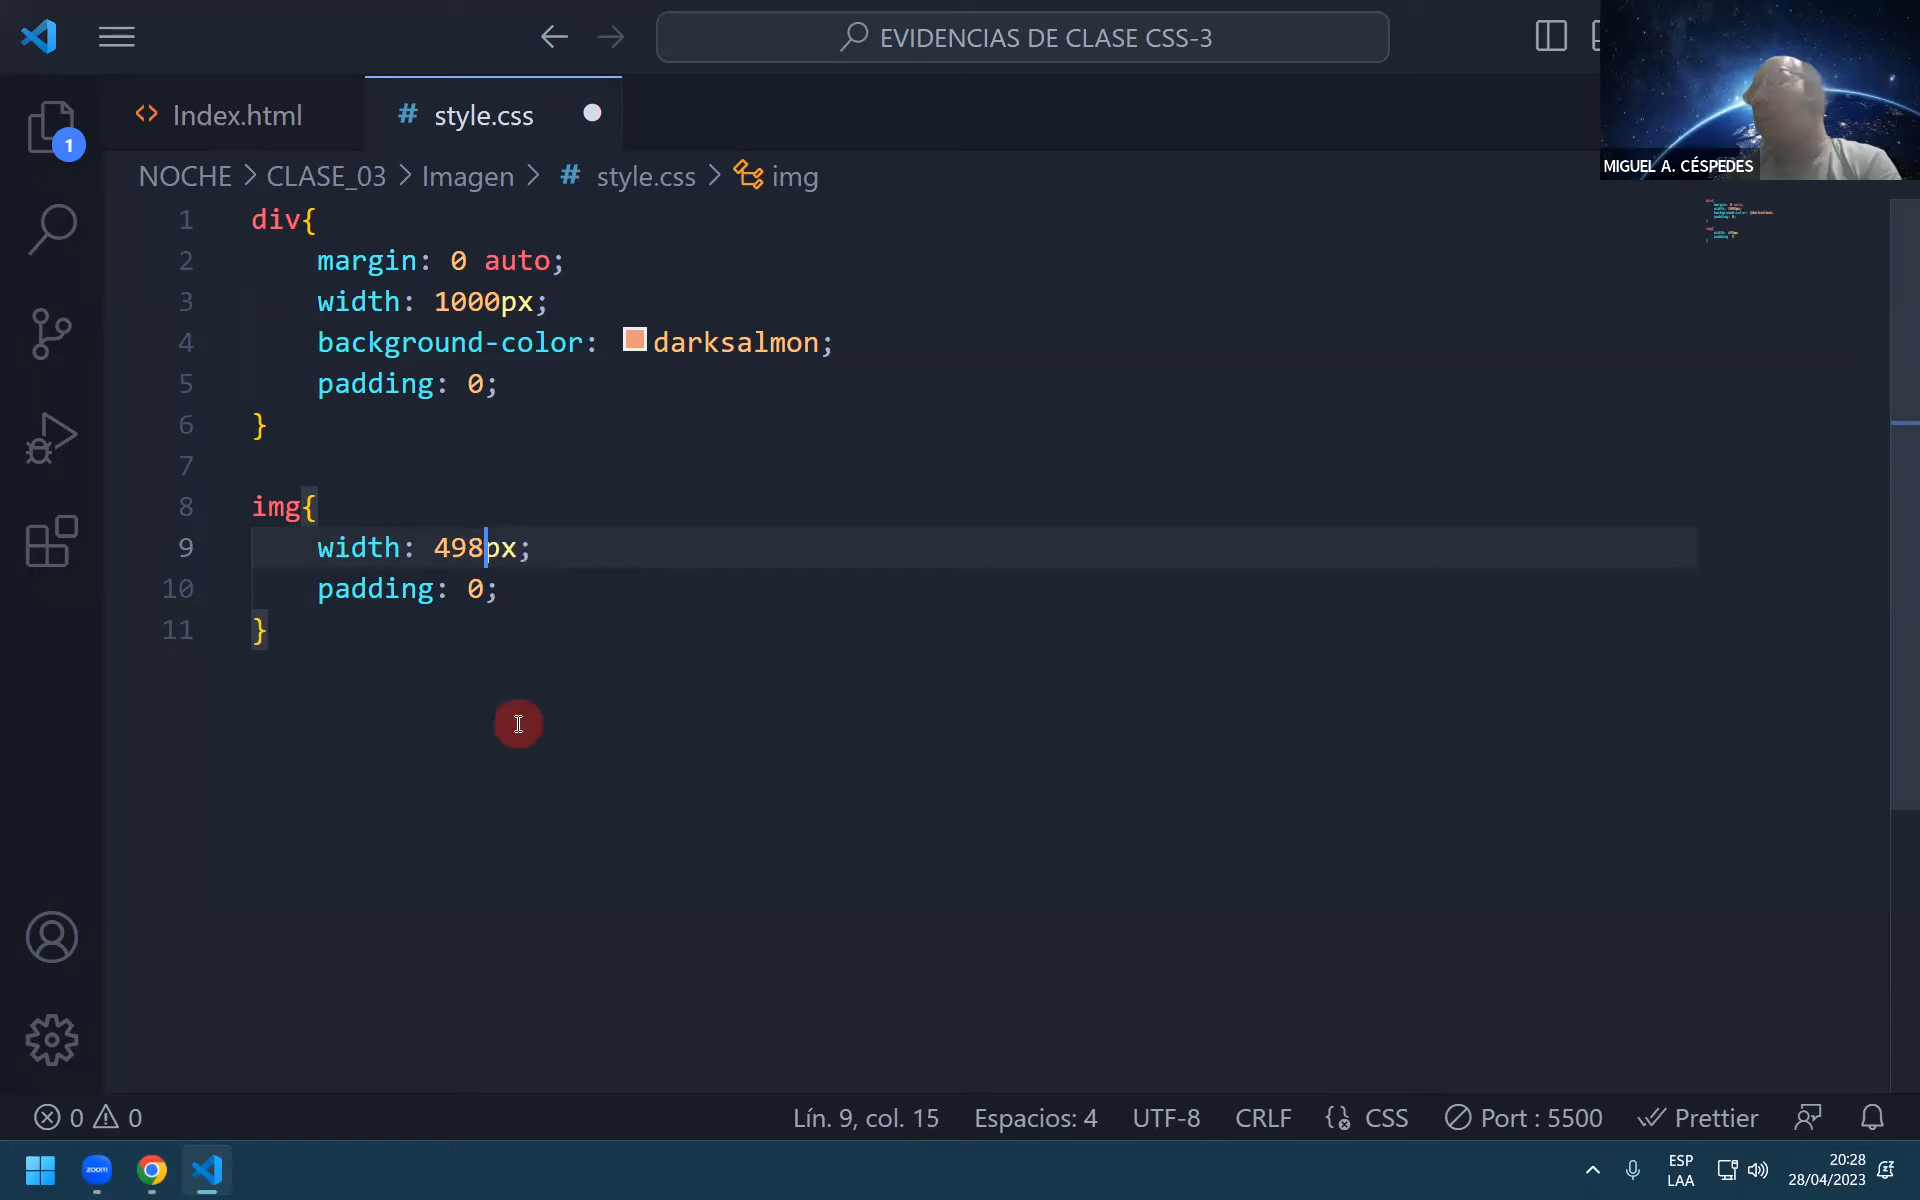 EVIDENCIAS DE CLASE CSS-3
MIGUEL A. CÉSPEDES
<> Index.html
# style.css
1
NOCHE > CLASE_03 > Imagen > # style.css > img
1 div{
2 margin: 0 auto;
3 width: 1000px;
4 background-color: darksalmon;
5 padding: 0;
6 }
7
8 img{
9 width: 498px;
10 padding: 0;
11 }
0 0 Lín. 9, col. 15 Espacios: 4 UTF-8 CRLF {} CSS Port : 5500 Prettier
zoom
ESP
LAA
20:28
28/04/2023